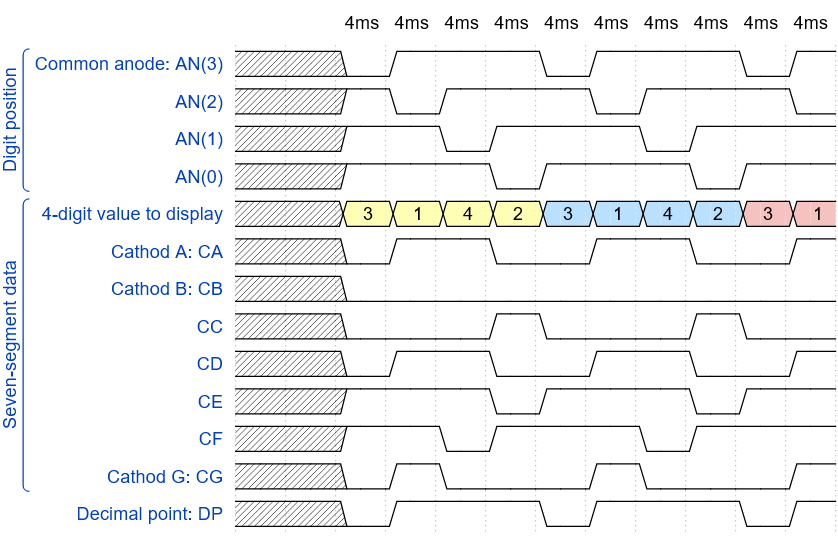 4ms 4ms 4ms 4ms 4ms 4ms 4ms 4ms 4ms 4ms
Digit position
Common anode: AN(3)
AN(2)
AN(1)
AN(0)
Seven-segment data
4-digit value to display 3 1 4 2 3 1 4 2 3 1
Cathod A: CA
Cathod B: CB
CC
CD
CE
CF
Cathod G: CG
Decimal point: DP